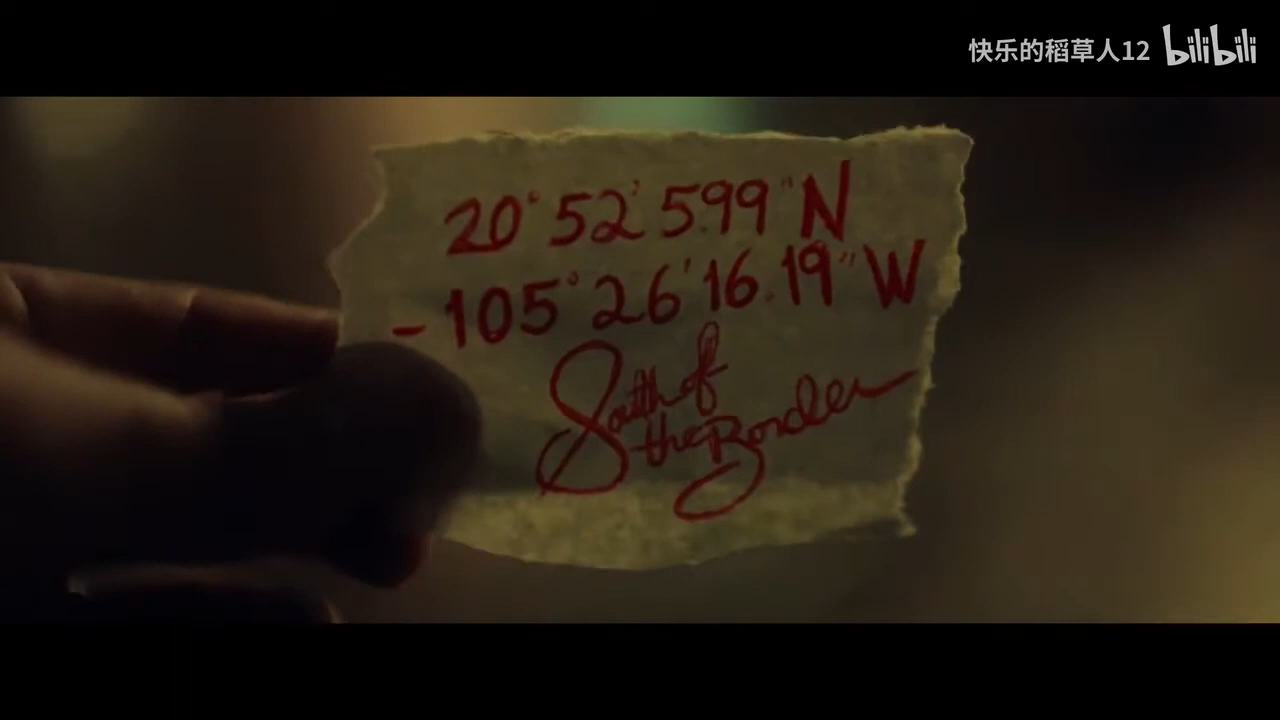 快乐的稻草人12 bilibili
20° 52' 5.99" N
-105° 26' 16.19" W
South of
the Border